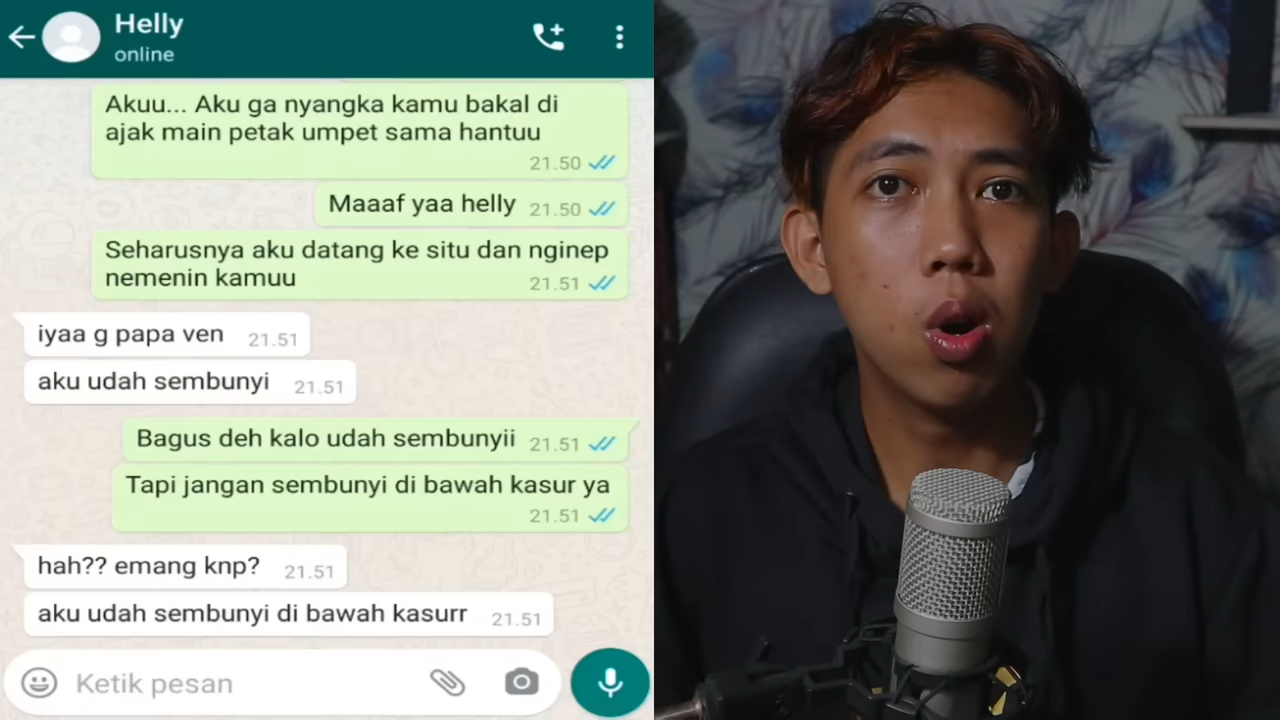 Helly
online
Akuu... Aku ga nyangka kamu bakal di
ajak main petak umpet sama hantuu
21.50
Maaaf yaa helly 21.50
Seharusnya aku datang ke situ dan nginep
nemenin kamuu
21.51
iyaa g papa ven 21.51
aku udah sembunyi 21.51
Bagus deh kalo udah sembunyii 21.51
Tapi jangan sembunyi di bawah kasur ya
21.51
hah?? emang knp? 21.51
aku udah sembunyi di bawah kasurr 21.51
Ketik pesan